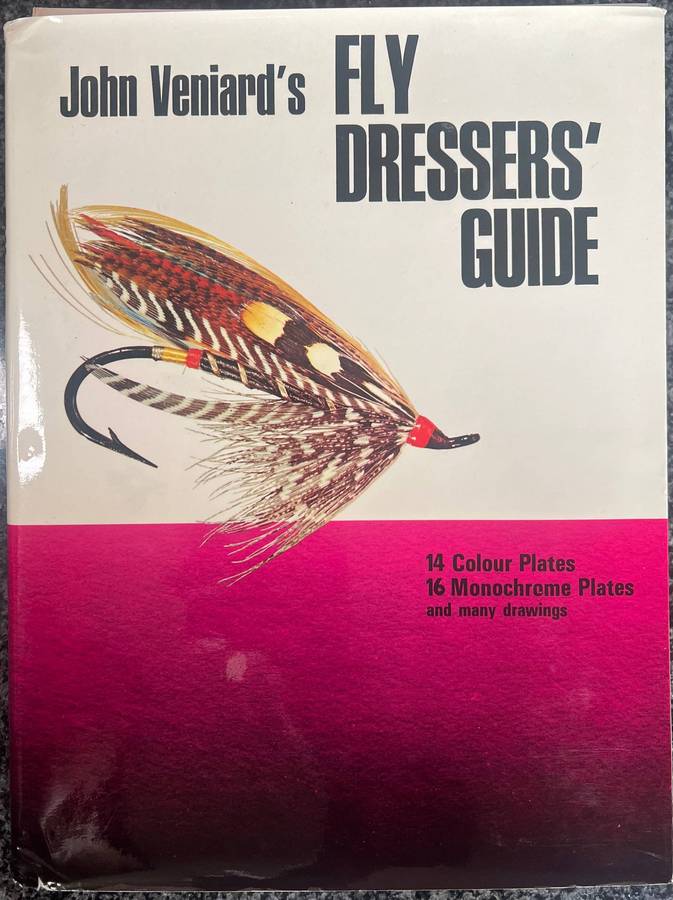 John Veniard's FLY
DRESSERS'
GUIDE
14 Colour Plates
16 Monochrome Plates
and many drawings